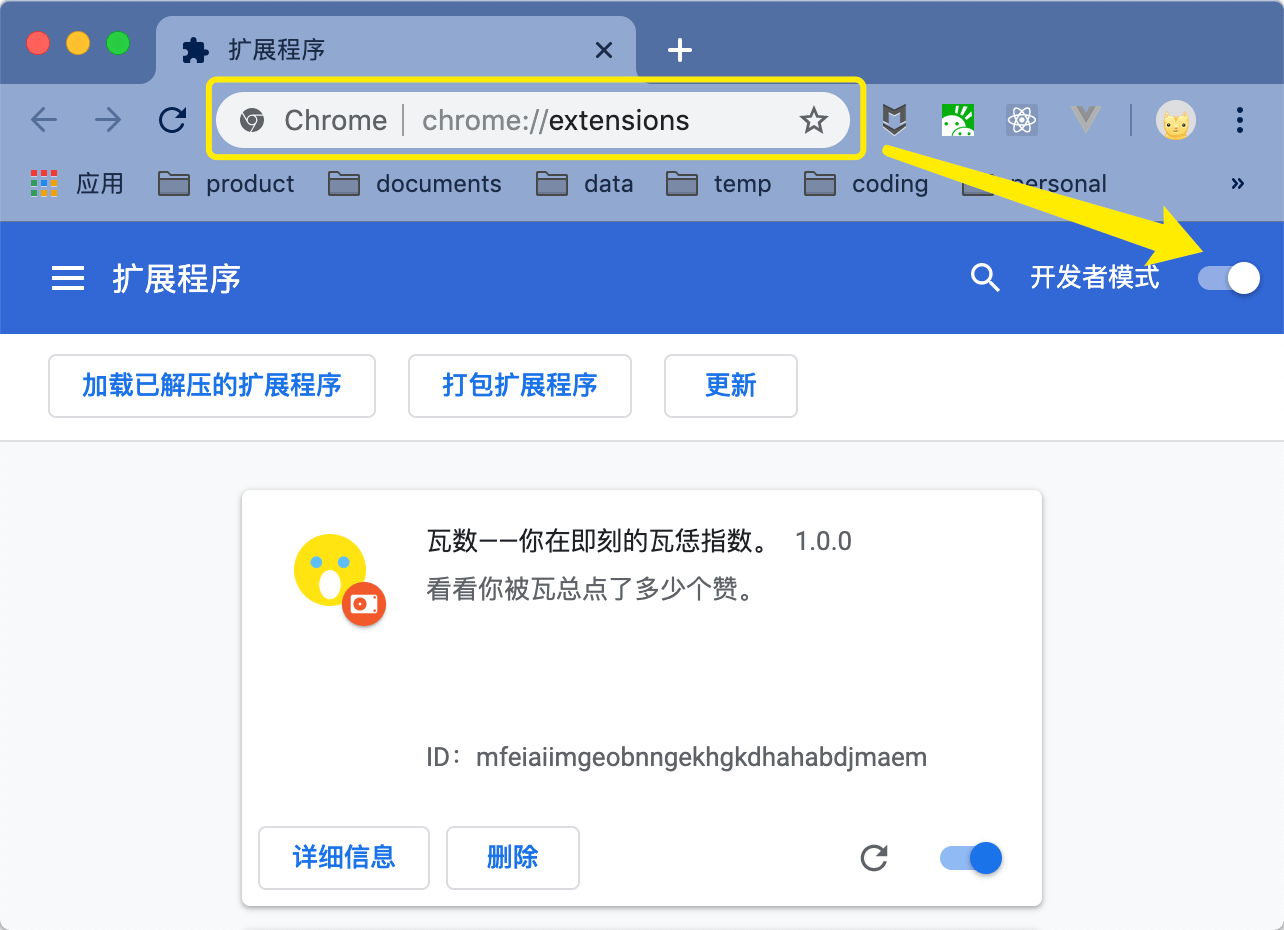 扩展程序
Chrome chrome://extensions
应用 product documents data temp coding personal »
扩展程序 开发者模式
加载已解压的扩展程序 打包扩展程序 更新
瓦数——你在即刻的瓦恁指数。 1.0.0
看看你被瓦总点了多少个赞。
ID：mfeiaiimgeobnngekhgkdhahabdjmaem
详细信息 删除